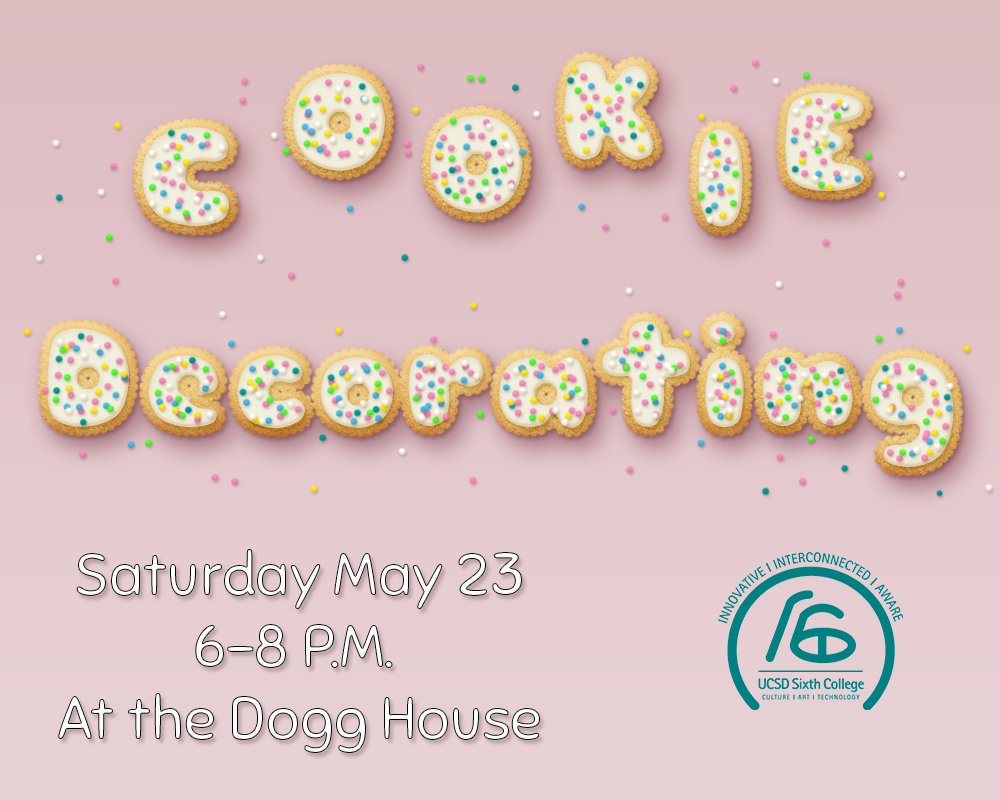 COOKIE
Decorating
Saturday May 23
6-8 P.M.
At the Dogg House
INNOVATIVE | INTERCONNECTED | AWARE
6
UCSD Sixth College
CULTURE | ART | TECHNOLOGY